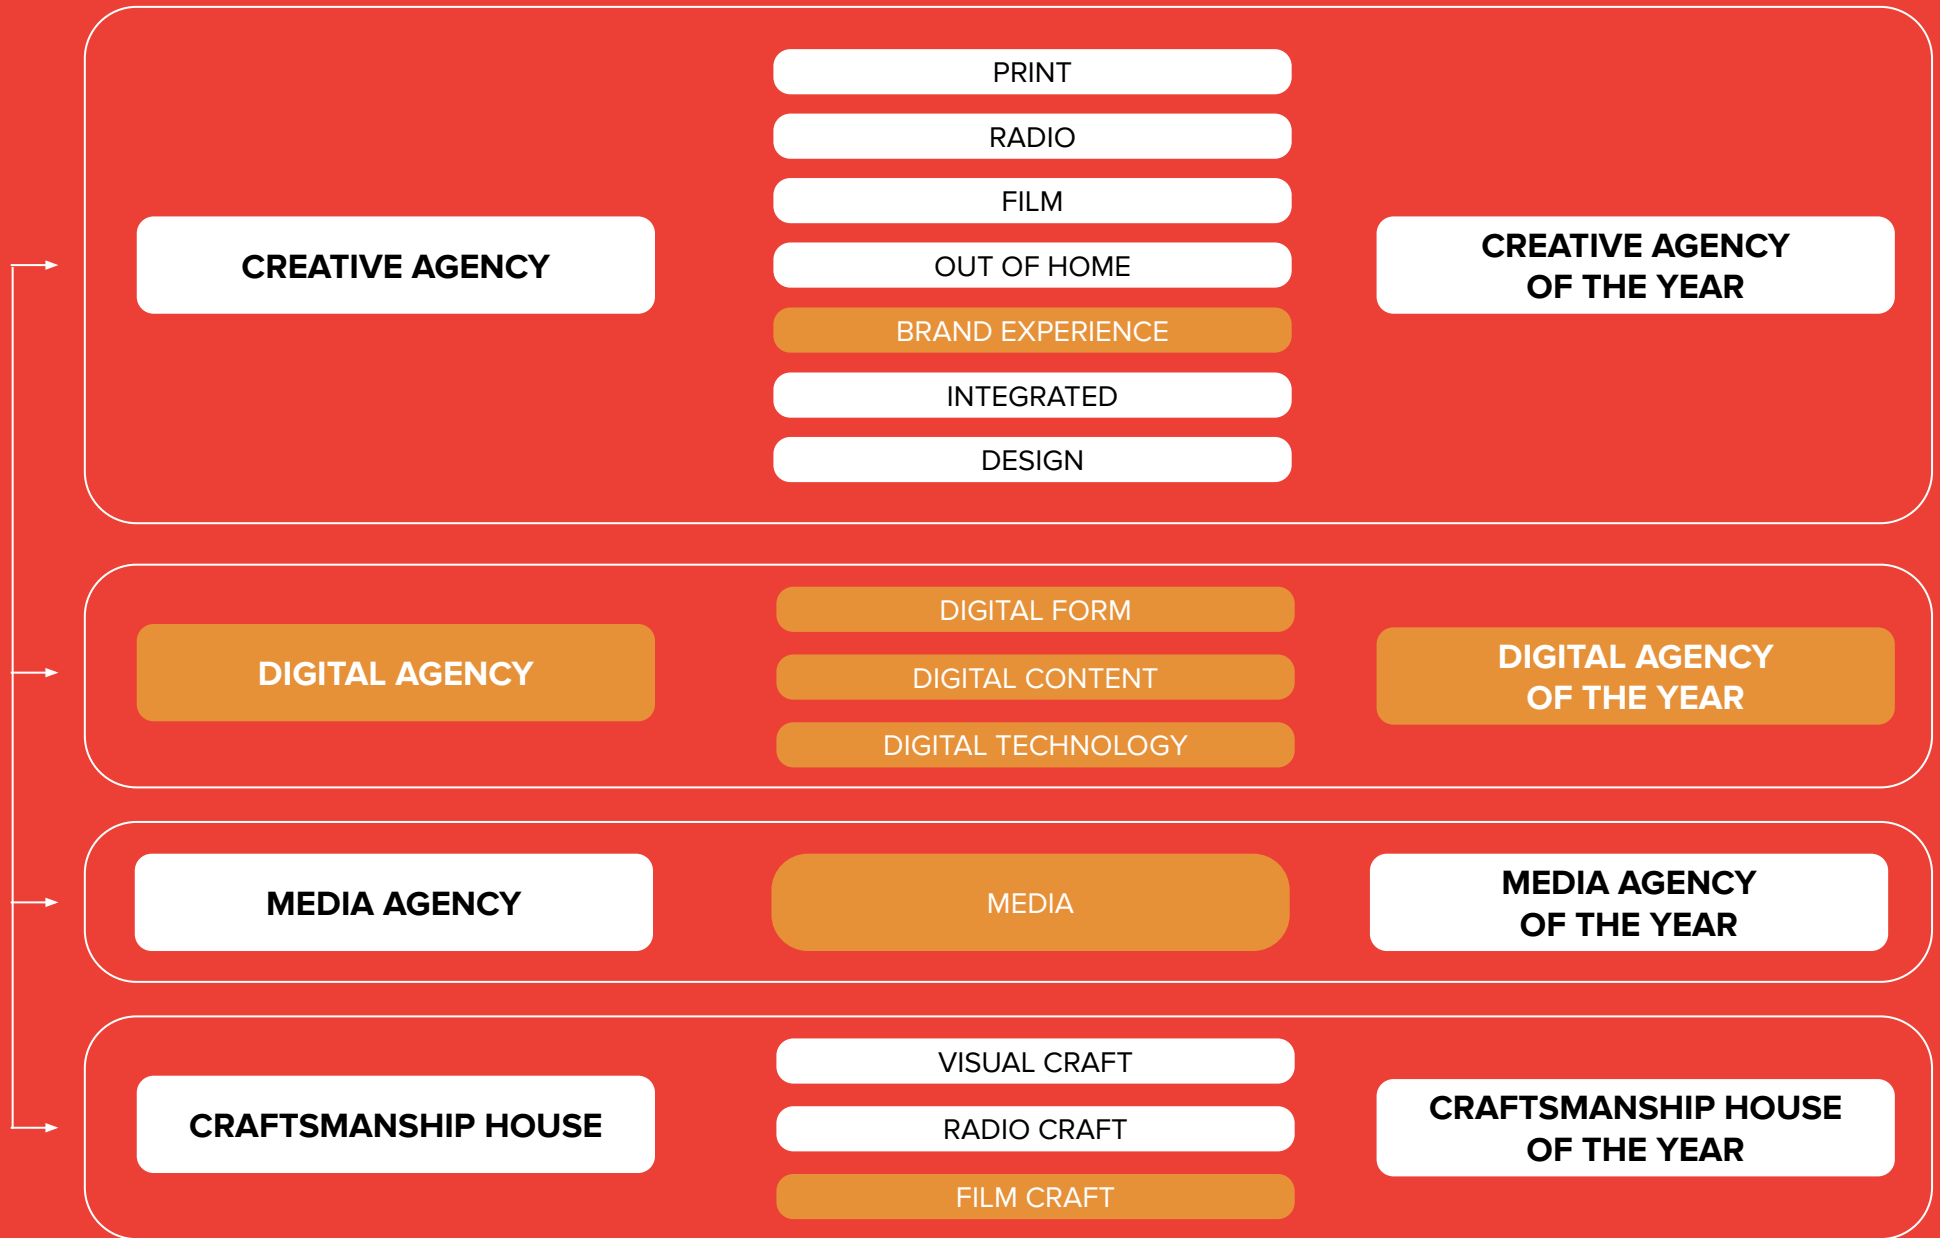 CREATIVE AGENCY
PRINT
RADIO
FILM
OUT OF HOME
BRAND EXPERIENCE
INTEGRATED
DESIGN
CREATIVE AGENCY
OF THE YEAR
DIGITAL AGENCY
DIGITAL FORM
DIGITAL CONTENT
DIGITAL TECHNOLOGY
DIGITAL AGENCY
OF THE YEAR
MEDIA AGENCY
MEDIA
MEDIA AGENCY
OF THE YEAR
CRAFTSMANSHIP HOUSE
VISUAL CRAFT
RADIO CRAFT
FILM CRAFT
CRAFTSMANSHIP HOUSE
OF THE YEAR